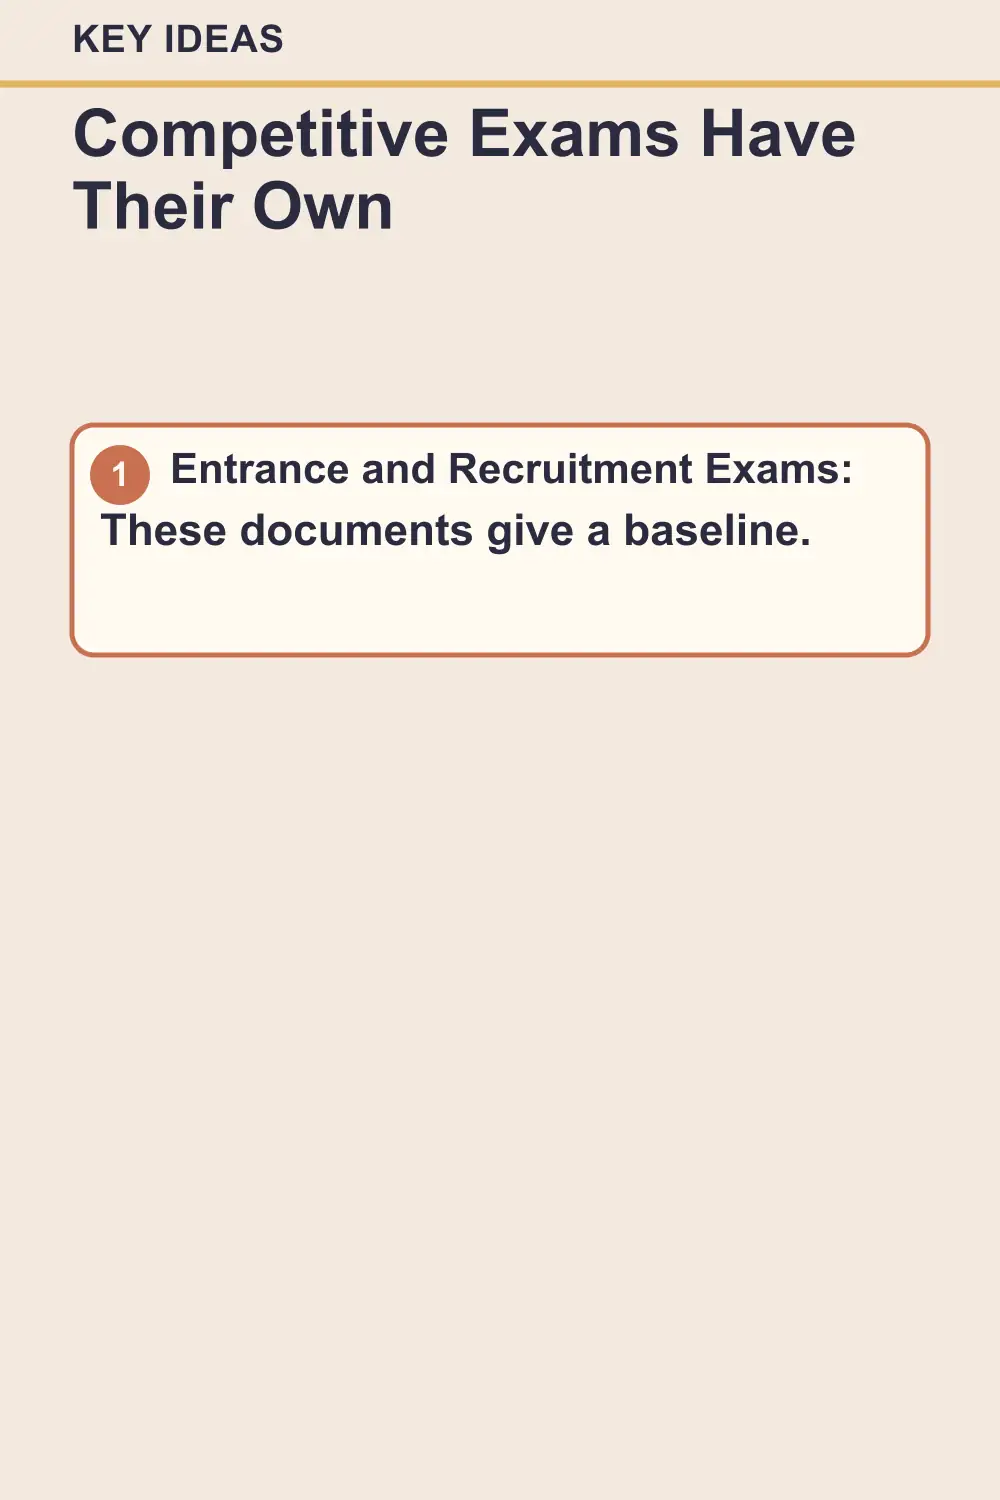 KEY IDEAS
Competitive Exams Have
Their Own
1 Entrance and Recruitment Exams:
These documents give a baseline.